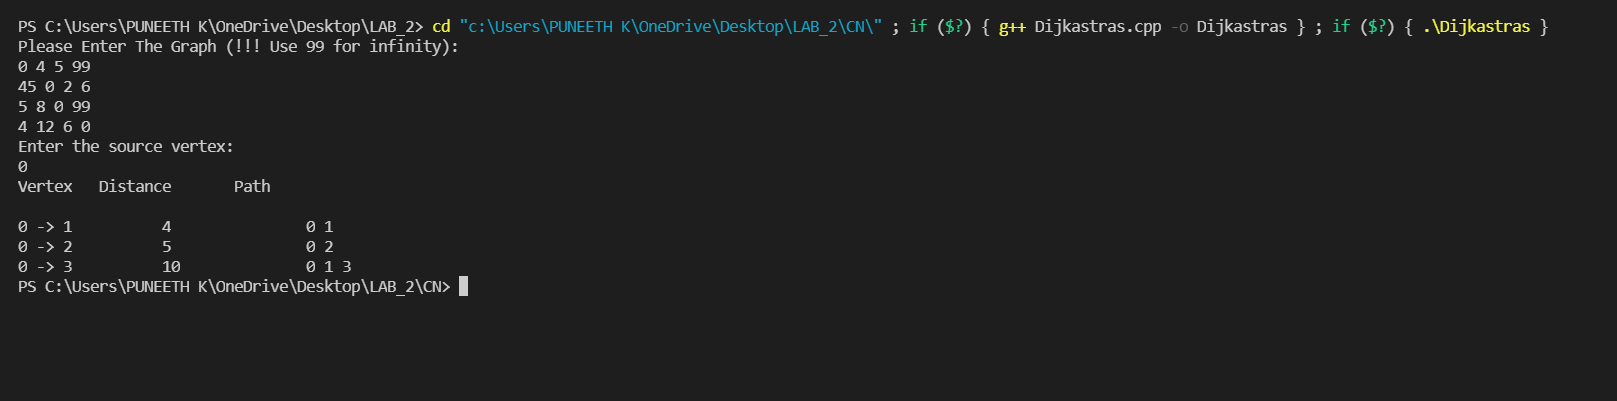 PS C:\Users\PUNEETH K\OneDrive\Desktop\LAB_2> cd "c:\Users\PUNEETH K\OneDrive\Desktop\LAB_2\CN\" ; if ($?) { g++ Dijkastras.cpp -o Dijkastras } ; if ($?) { .\Dijkastras }
Please Enter The Graph (!!! Use 99 for infinity):
0 4 5 99
45 0 2 6
5 8 0 99
4 12 6 0
Enter the source vertex:
0
Vertex   Distance       Path
0 -> 1          4               0 1
0 -> 2          5               0 2
0 -> 3          10              0 1 3
PS C:\Users\PUNEETH K\OneDrive\Desktop\LAB_2\CN>